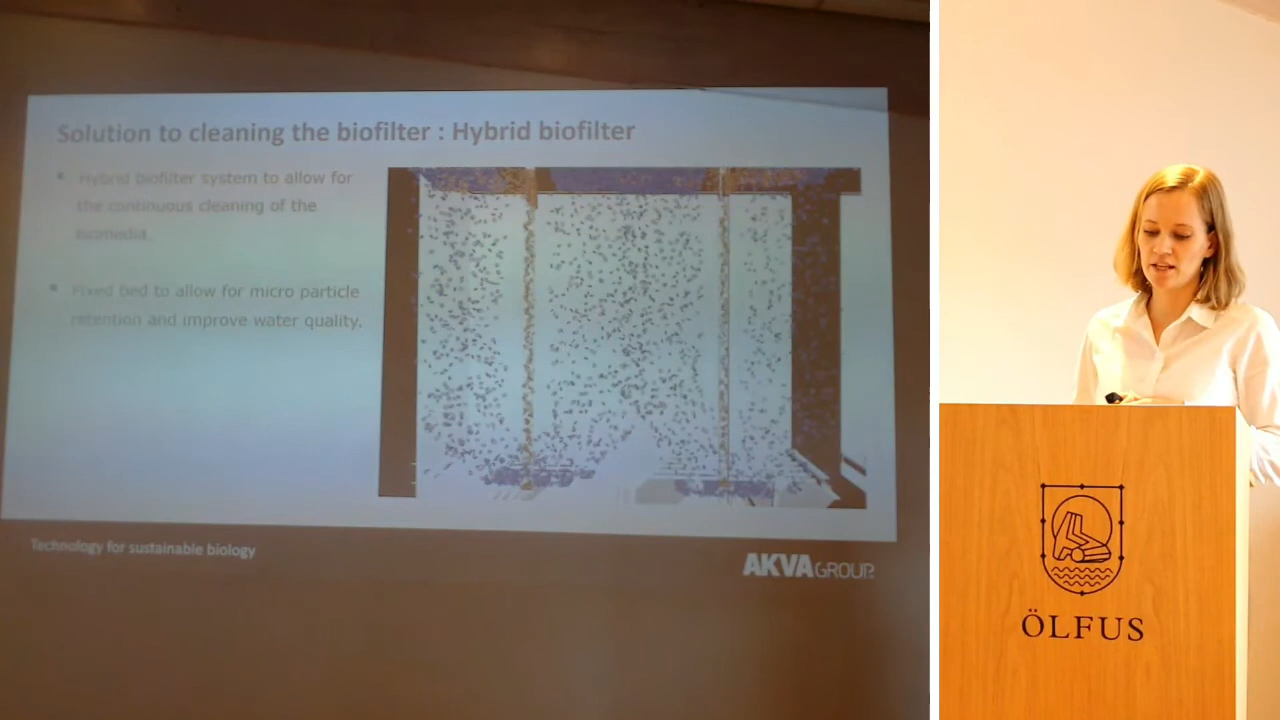 Solution to cleaning the biofilter : Hybrid biofilter
Hybrid biofilter system to allow for
the continuous cleaning of the
biomedia.
Fixed bed to allow for micro particle
retention and improve water quality.
Technology for sustainable biology
AKVA GROUP
ÖLFUS